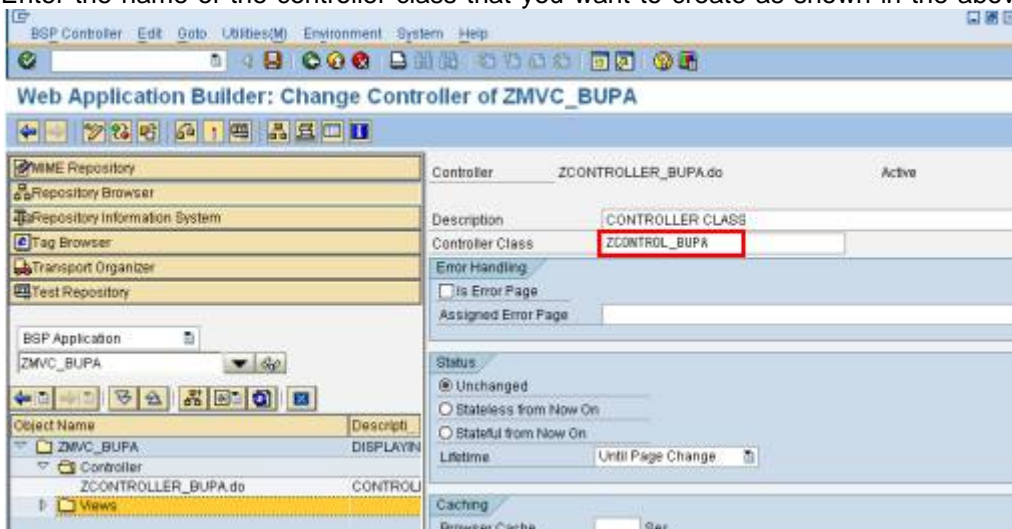 Enter the name of the controller class that you want to create as shown in the above
BSP Controller Edit Goto Utilities(M) Environment System Help
Web Application Builder: Change Controller of ZMVC_BUPA
MIME Repository
Repository Browser
Repository Information System
Tag Browser
Transport Organizer
Test Repository
BSP Application
ZMVC_BUPA
Object Name Descripti
ZMVC_BUPA DISPLAYIN
Controller
ZCONTROLLER_BUPA.do CONTROLL
Views
Controller ZCONTROLLER_BUPA.do Active
Description CONTROLLER CLASS
Controller Class ZCONTROL_BUPA
Error Handling
Is Error Page
Assigned Error Page
Status
Unchanged
Stateless from Now On
Stateful from Now On
Lifetime Until Page Change
Caching
Browser Cache Sec